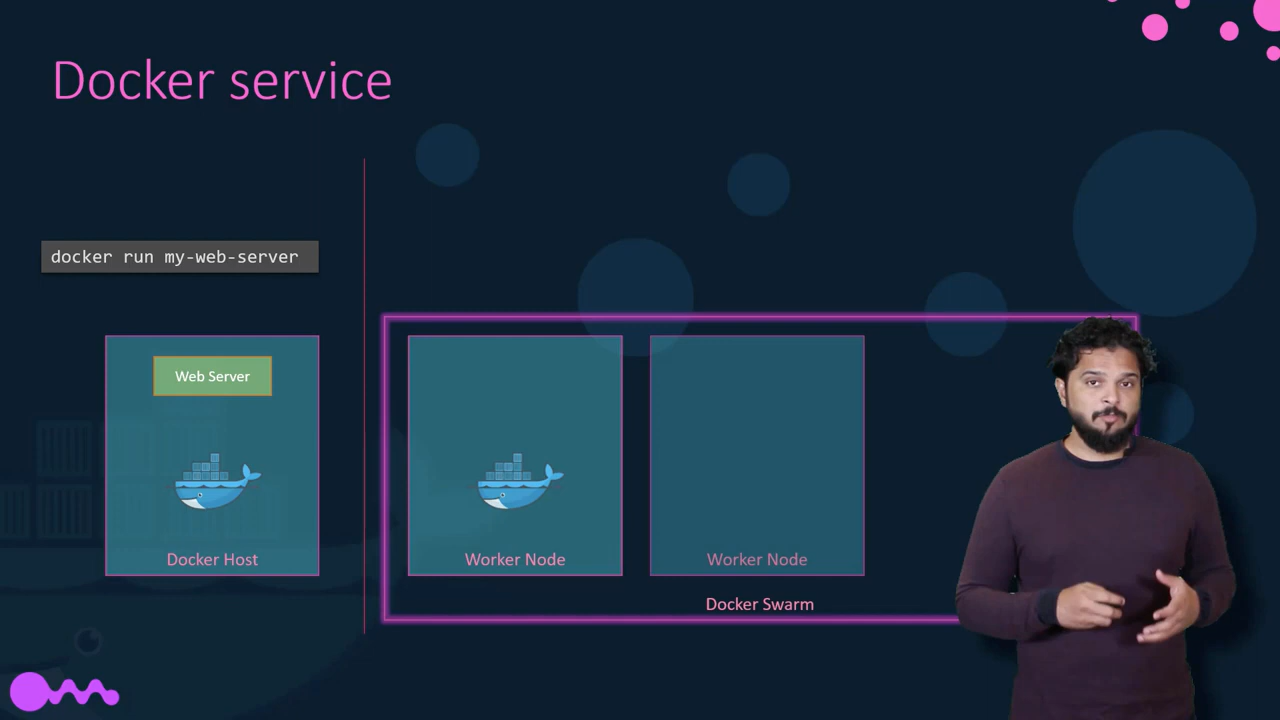 Docker service
docker run my-web-server
Web Server
Docker Host
Worker Node
Worker Node
Docker Swarm